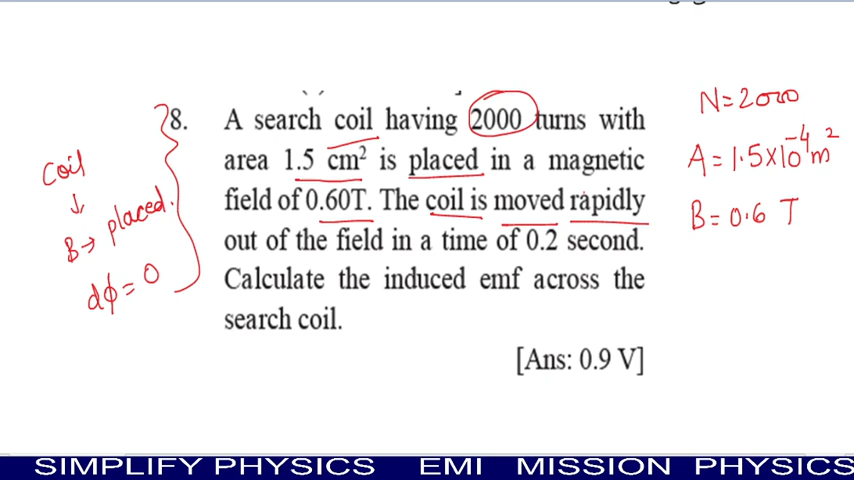 8. A search coil having 2000 turns with
area 1.5 cm² is placed in a magnetic
field of 0.60T. The coil is moved rapidly
out of the field in a time of 0.2 second.
Calculate the induced emf across the
search coil.
[Ans: 0.9 V]
coil
↓
B→ placed.
dϕ = 0
N=2000
A = 1.5×10⁻⁴m²
B = 0.6 T
SIMPLIFY PHYSICS EMI MISSION PHYSICS